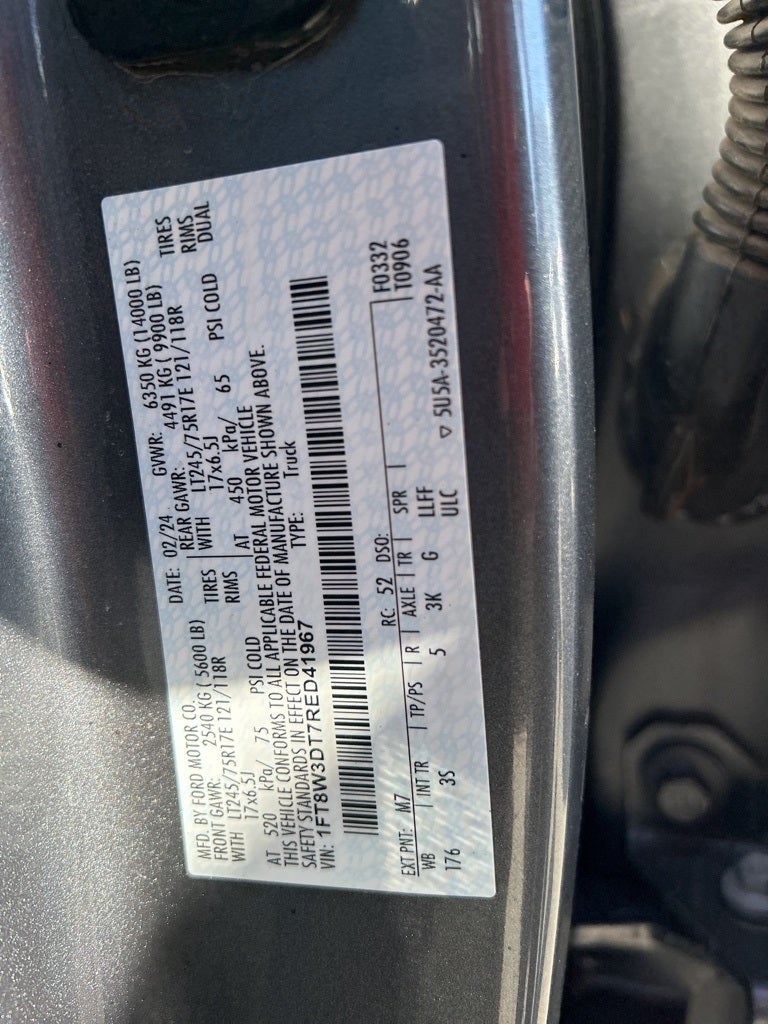 MFD. BY FORD MOTOR CO.
DATE: 02/24 GVWR: 6350 KG (14000 LB)
FRONT GAWR: 2540 KG ( 5600 LB) REAR GAWR: 4491 KG ( 9900 LB)
WITH LT245/75R17E 121/118R TIRES WITH LT245/75R17E 121/118R TIRES
17x6.5J RIMS 17x6.5J RIMS
AT 520 kPa/ 75 PSI COLD AT 450 kPa/ 65 PSI COLD DUAL
THIS VEHICLE CONFORMS TO ALL APPLICABLE FEDERAL MOTOR VEHICLE
SAFETY STANDARDS IN EFFECT ON THE DATE OF MANUFACTURE SHOWN ABOVE.
VIN: 1FT8W3DT7RED41967 TYPE: Truck
EXT PNT: M7 RC: 52 DSO: F0332
WB INT TR TP/PS R AXLE TR SPR T0906
176 3S 5 3K G LLFF
ULC ▽ 5U5A-3520472-AA